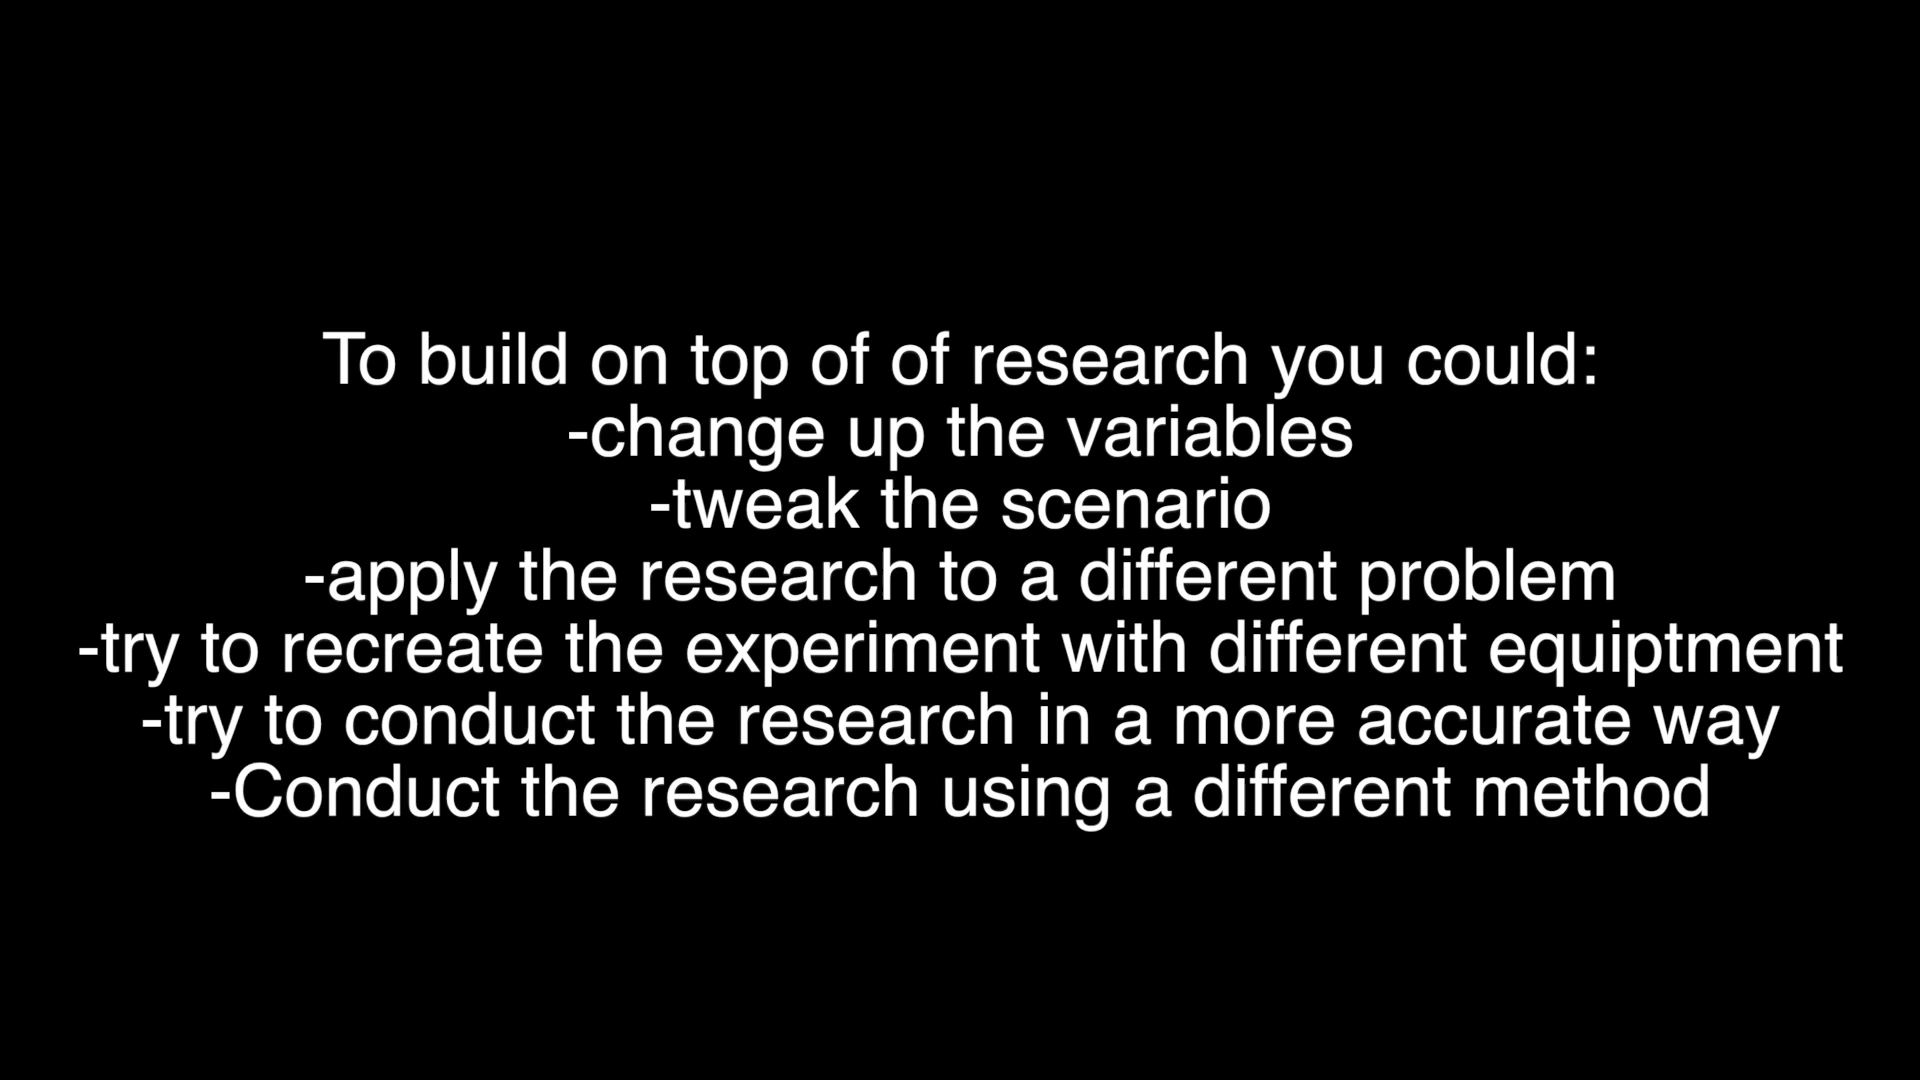 To build on top of of research you could:
-change up the variables
-tweak the scenario
-apply the research to a different problem
-try to recreate the experiment with different equiptment
-try to conduct the research in a more accurate way
-Conduct the research using a different method